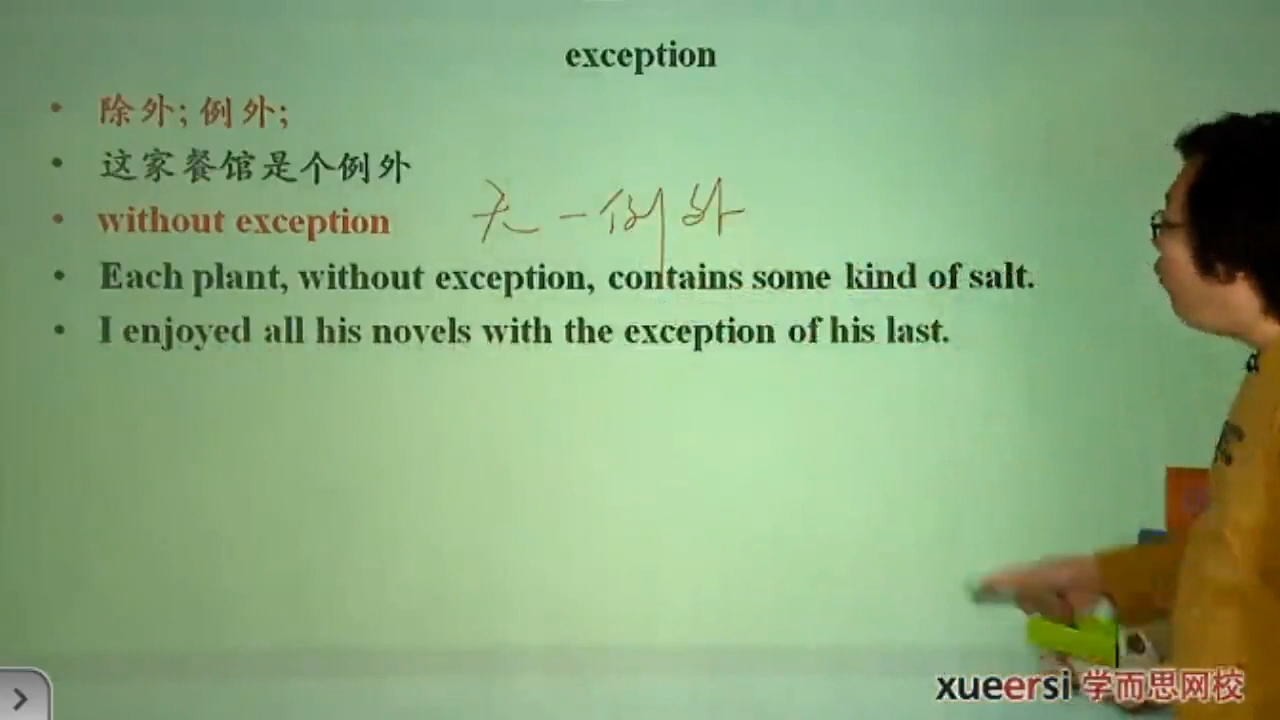 exception
• 除外; 例外;
• 这家餐馆是个例外
• without exception 无一例外
• Each plant, without exception, contains some kind of salt.
• I enjoyed all his novels with the exception of his last.
xueersi 学而思网校